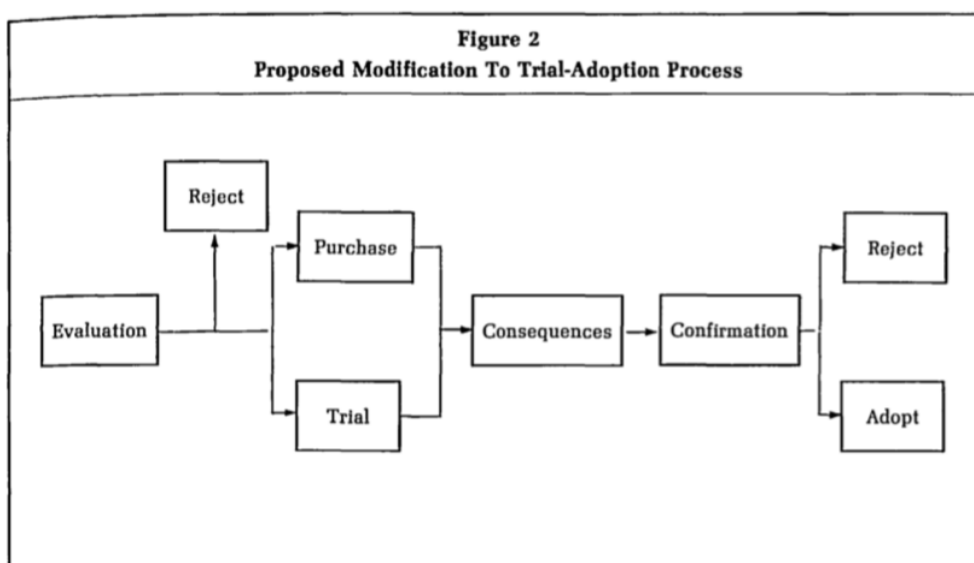 Figure 2
Proposed Modification To Trial-Adoption Process
Reject
Purchase
Reject
Evaluation
Consequences
Confirmation
Trial
Adopt